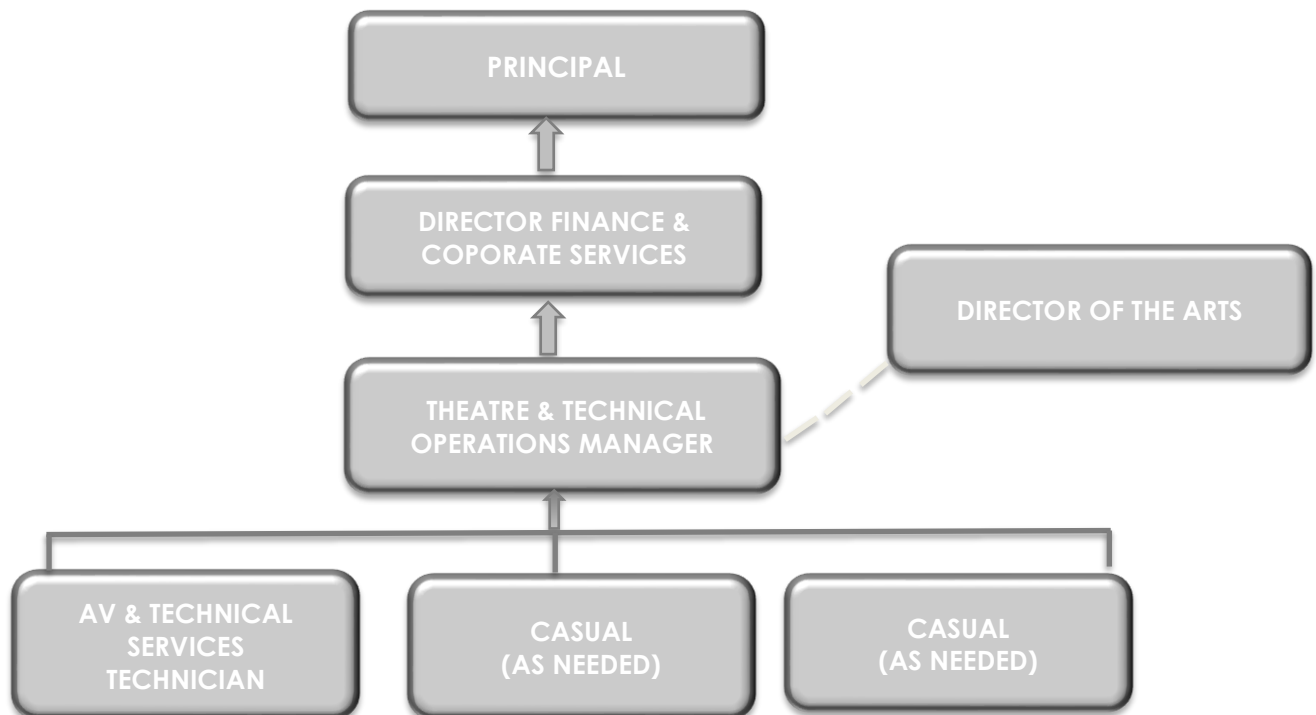 PRINCIPAL
DIRECTOR FINANCE &
COPORATE SERVICES
DIRECTOR OF THE ARTS
THEATRE & TECHNICAL
OPERATIONS MANAGER
AV & TECHNICAL
SERVICES
TECHNICIAN
CASUAL
(AS NEEDED)
CASUAL
(AS NEEDED)